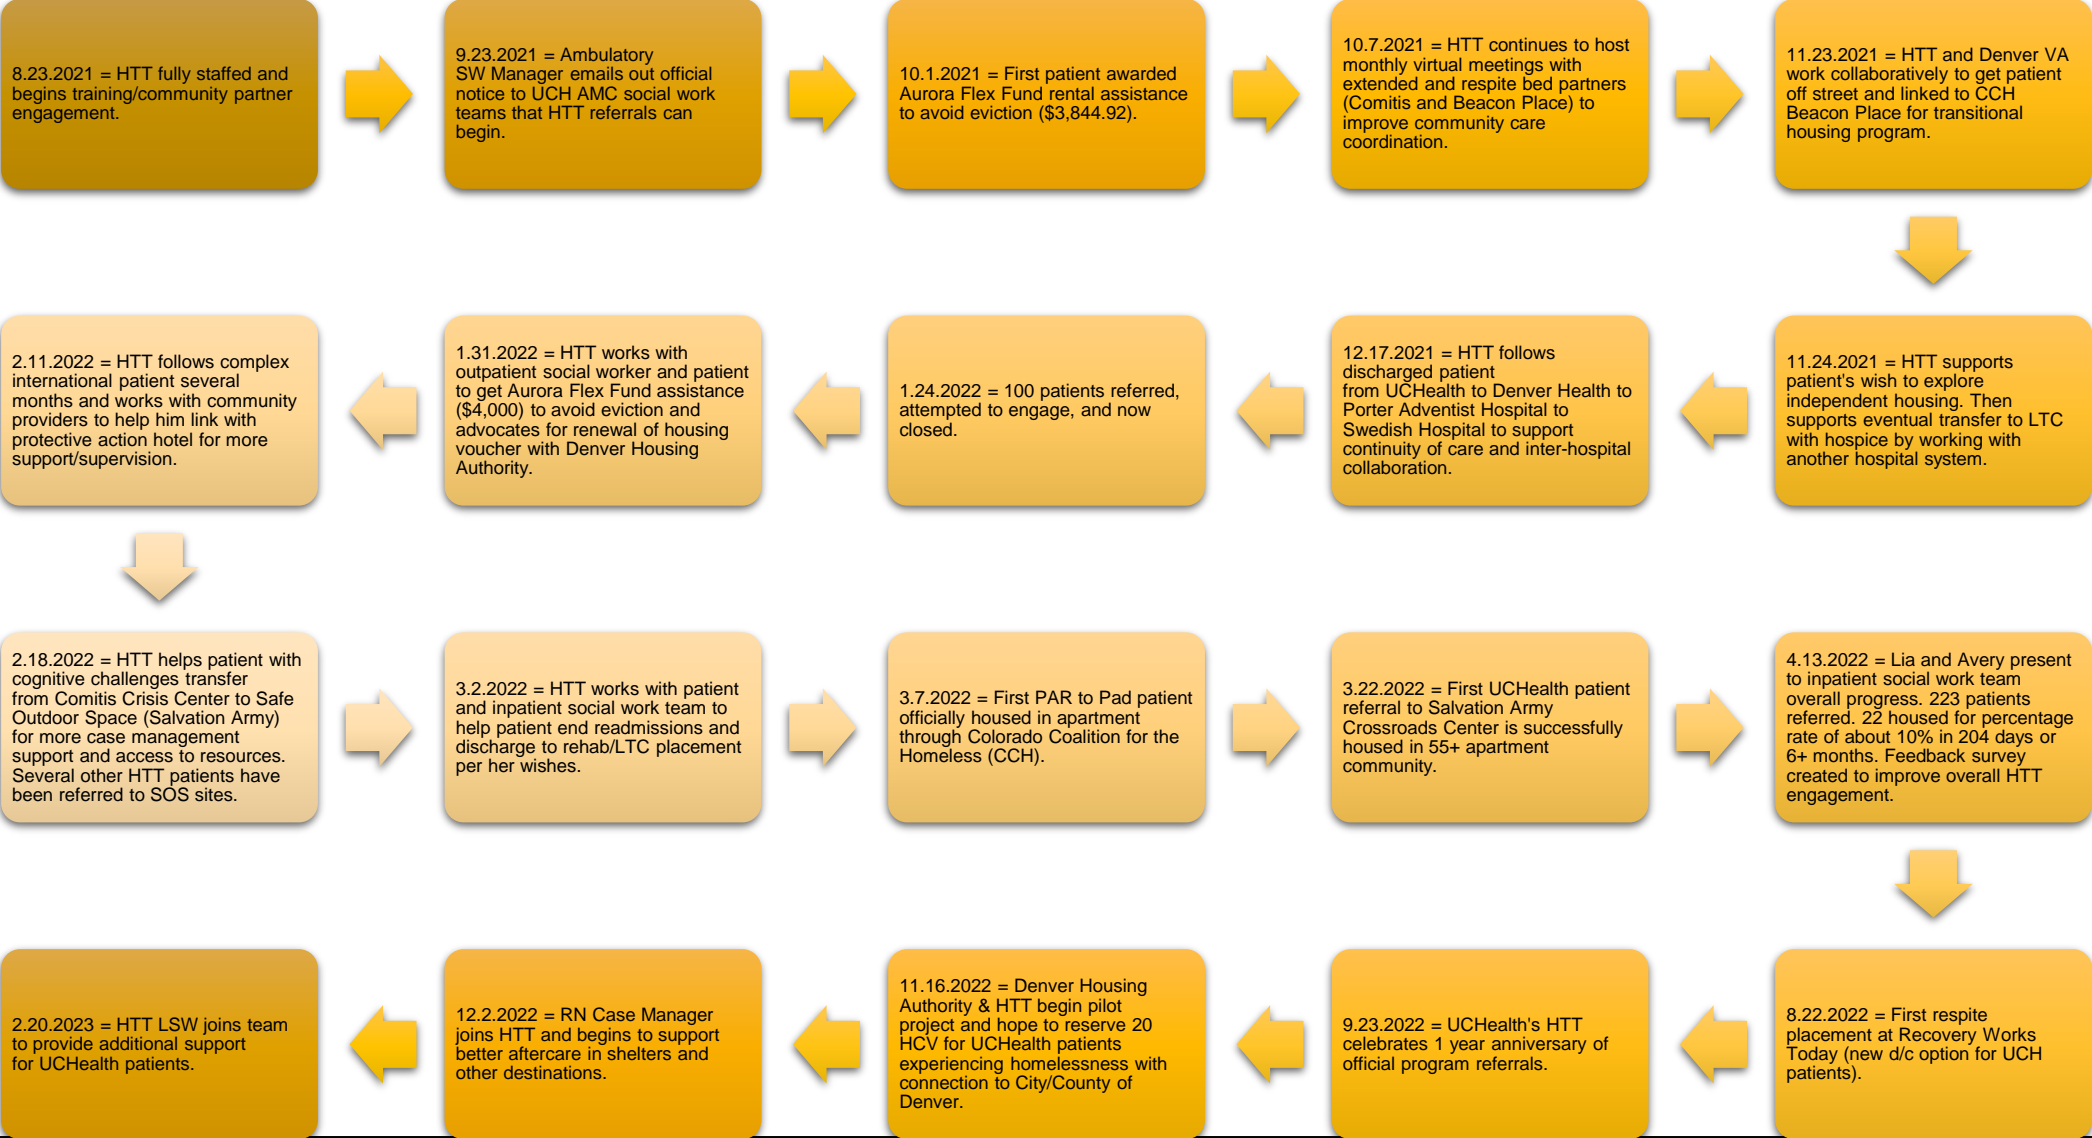 8.23.2021 = HTT fully staffed and
begins training/community partner
engagement.
9.23.2021 = Ambulatory
SW Manager emails out official
notice to UCH AMC social work
teams that HTT referrals can
begin.
10.1.2021 = First patient awarded
Aurora Flex Fund rental assistance
to avoid eviction ($3,844.92).
10.7.2021 = HTT continues to host
monthly virtual meetings with
extended and respite bed partners
(Comitis and Beacon Place) to
improve community care
coordination.
11.23.2021 = HTT and Denver VA
work collaboratively to get patient
off street and linked to CCH
Beacon Place for transitional
housing program.
11.24.2021 = HTT supports
patient's wish to explore
independent housing. Then
supports eventual transfer to LTC
with hospice by working with
another hospital system.
12.17.2021 = HTT follows
discharged patient
from UCHealth to Denver Health to
Porter Adventist Hospital to
Swedish Hospital to support
continuity of care and inter-hospital
collaboration.
1.24.2022 = 100 patients referred,
attempted to engage, and now
closed.
1.31.2022 = HTT works with
outpatient social worker and patient
to get Aurora Flex Fund assistance
($4,000) to avoid eviction and
advocates for renewal of housing
voucher with Denver Housing
Authority.
2.11.2022 = HTT follows complex
international patient several
months and works with community
providers to help him link with
protective action hotel for more
support/supervision.
2.18.2022 = HTT helps patient with
cognitive challenges transfer
from Comitis Crisis Center to Safe
Outdoor Space (Salvation Army)
for more case management
support and access to resources.
Several other HTT patients have
been referred to SOS sites.
3.2.2022 = HTT works with patient
and inpatient social work team to
help patient end readmissions and
discharge to rehab/LTC placement
per her wishes.
3.7.2022 = First PAR to Pad patient
officially housed in apartment
through Colorado Coalition for the
Homeless (CCH).
3.22.2022 = First UCHealth patient
referral to Salvation Army
Crossroads Center is successfully
housed in 55+ apartment
community.
4.13.2022 = Lia and Avery present
to inpatient social work team
overall progress. 223 patients
referred. 22 housed for percentage
rate of about 10% in 204 days or
6+ months. Feedback survey
created to improve overall HTT
engagement.
8.22.2022 = First respite
placement at Recovery Works
Today (new d/c option for UCH
patients).
9.23.2022 = UCHealth's HTT
celebrates 1 year anniversary of
official program referrals.
11.16.2022 = Denver Housing
Authority & HTT begin pilot
project and hope to reserve 20
HCV for UCHealth patients
experiencing homelessness with
connection to City/County of
Denver.
12.2.2022 = RN Case Manager
joins HTT and begins to support
better aftercare in shelters and
other destinations.
2.20.2023 = HTT LSW joins team
to provide additional support
for UCHealth patients.